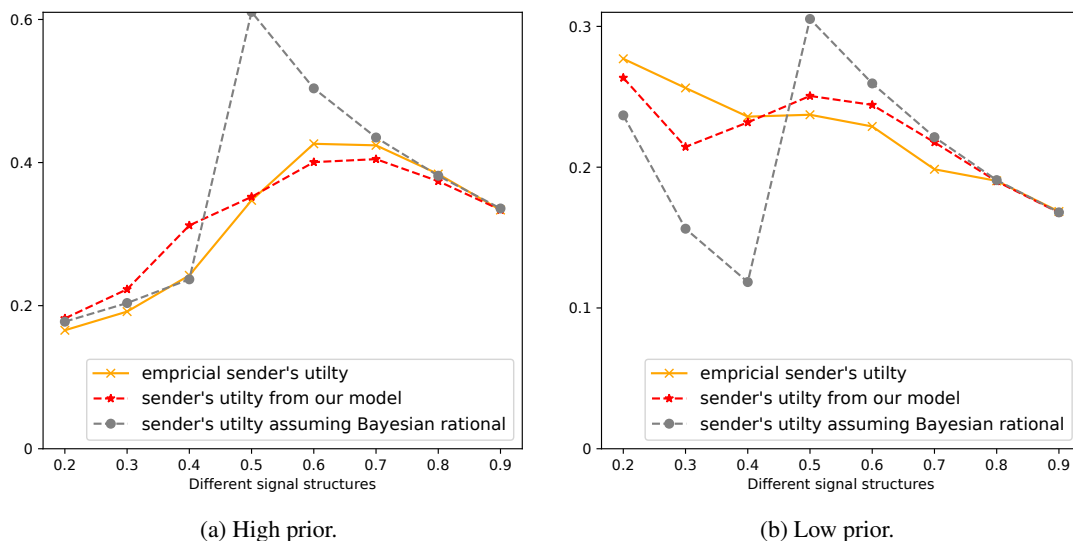 0.6
0.4
0.2
0
empricial sender's utilty
sender's utility from our model
sender's utility assuming Bayesian rational
0.2 0.3 0.4 0.5 0.6 0.7 0.8 0.9
Different signal structures
(a) High prior.
0.3
0.2
0.1
0
empricial sender's utilty
sender's utility from our model
sender's utility assuming Bayesian rational
0.2 0.3 0.4 0.5 0.6 0.7 0.8 0.9
Different signal structures
(b) Low prior.